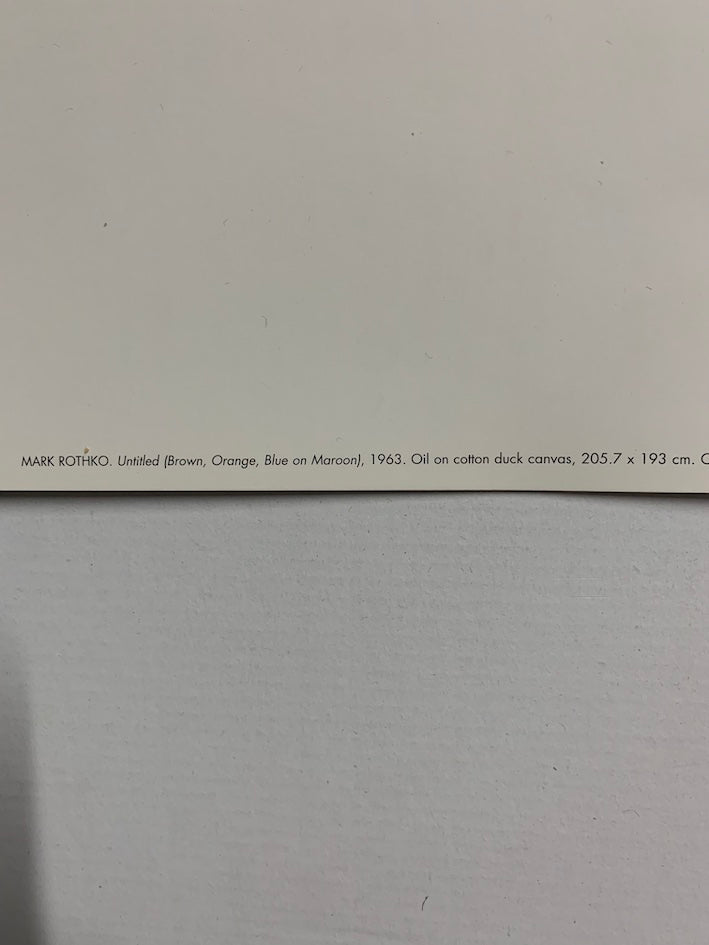 MARK ROTHKO. Untitled (Brown, Orange, Blue on Maroon), 1963. Oil on cotton duck canvas, 205.7 x 193 cm.